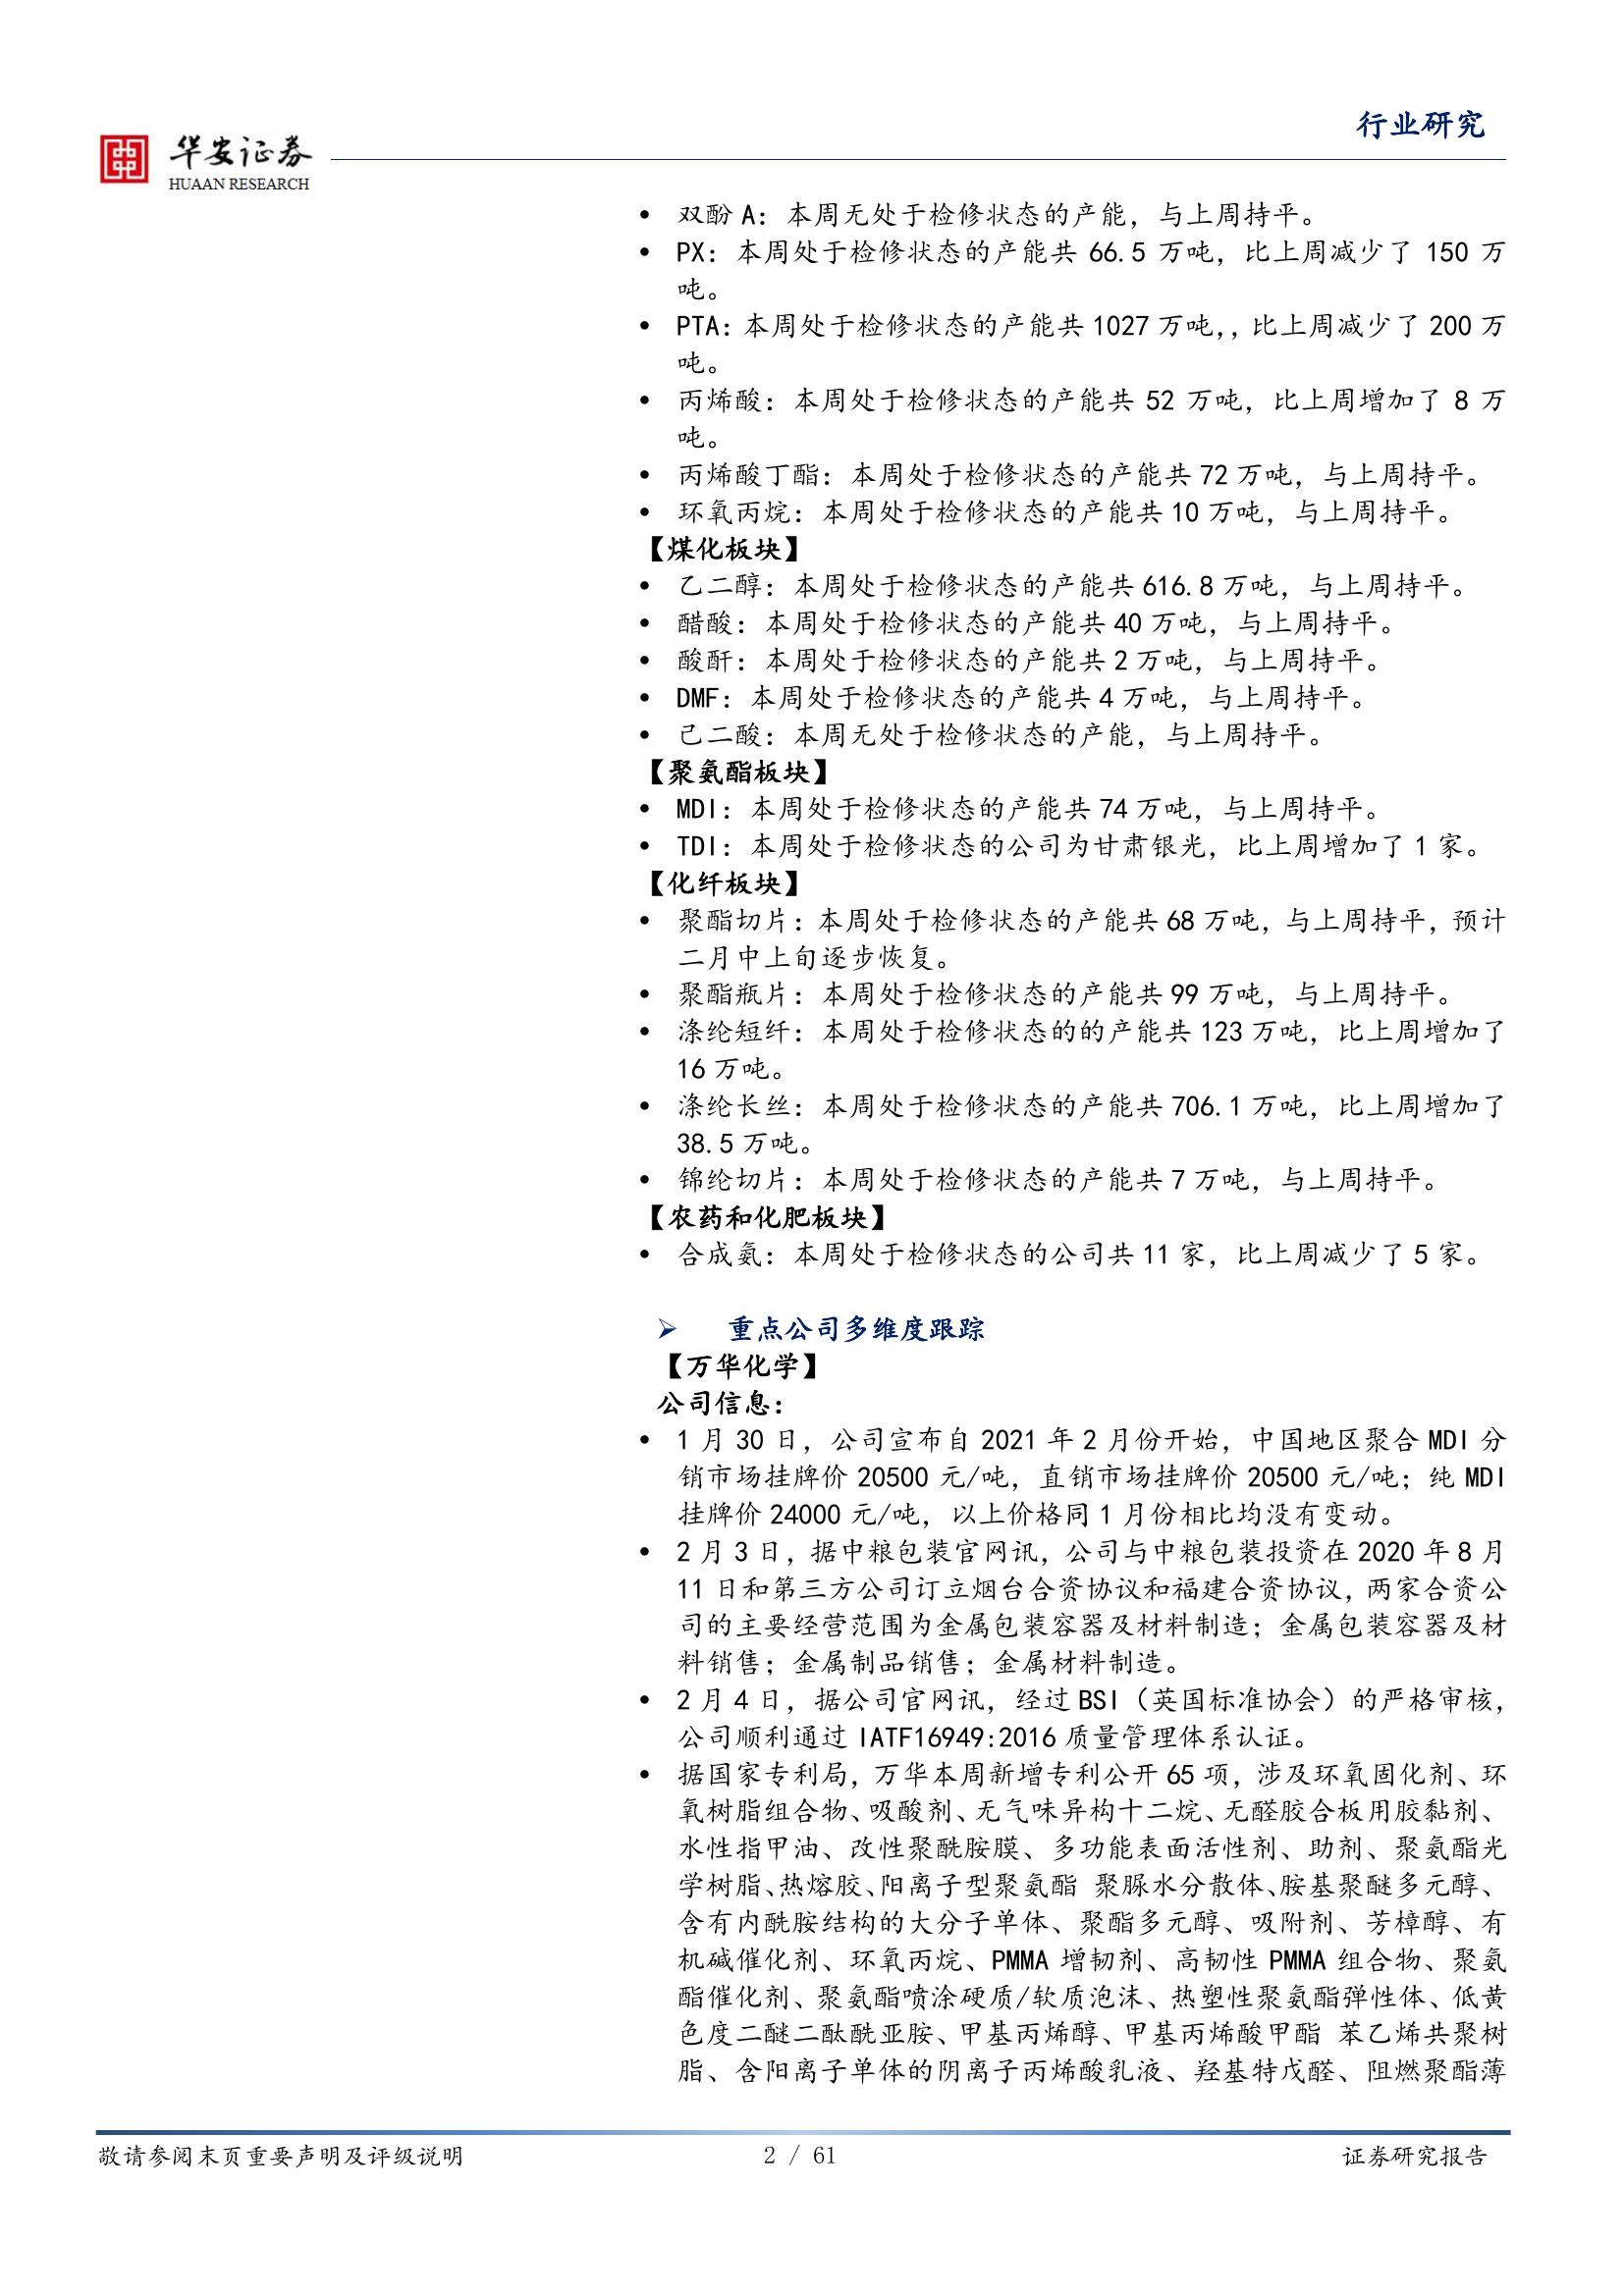 行业研究
华安证券
HUAAN RESEARCH
• 双酚 A：本周无处于检修状态的产能，与上周持平。
• PX：本周处于检修状态的产能共 66.5 万吨，比上周减少了 150 万
吨。
• PTA：本周处于检修状态的产能共 1027 万吨，，比上周减少了 200 万
吨。
• 丙烯酸：本周处于检修状态的产能共 52 万吨，比上周增加了 8 万
吨。
• 丙烯酸丁酯：本周处于检修状态的产能共 72 万吨，与上周持平。
• 环氧丙烷：本周处于检修状态的产能共 10 万吨，与上周持平。
【煤化板块】
• 乙二醇：本周处于检修状态的产能共 616.8 万吨，与上周持平。
• 醋酸：本周处于检修状态的产能共 40 万吨，与上周持平。
• 酸酐：本周处于检修状态的产能共 2 万吨，与上周持平。
• DMF：本周处于检修状态的产能共 4 万吨，与上周持平。
• 己二酸：本周无处于检修状态的产能，与上周持平。
【聚氨酯板块】
• MDI：本周处于检修状态的产能共 74 万吨，与上周持平。
• TDI：本周处于检修状态的公司为甘肃银光，比上周增加了 1 家。
【化纤板块】
• 聚酯切片：本周处于检修状态的产能共 68 万吨，与上周持平，预计
二月中上旬逐步恢复。
• 聚酯瓶片：本周处于检修状态的产能共 99 万吨，与上周持平。
• 涤纶短纤：本周处于检修状态的的产能共 123 万吨，比上周增加了
16 万吨。
• 涤纶长丝：本周处于检修状态的产能共 706.1 万吨，比上周增加了
38.5 万吨。
• 锦纶切片：本周处于检修状态的产能共 7 万吨，与上周持平。
【农药和化肥板块】
• 合成氨：本周处于检修状态的公司共 11 家，比上周减少了 5 家。
➢ 重点公司多维度跟踪
【万华化学】
公司信息：
• 1 月 30 日，公司宣布自 2021 年 2 月份开始，中国地区聚合 MDI 分
销市场挂牌价 20500 元/吨，直销市场挂牌价 20500 元/吨；纯 MDI
挂牌价 24000 元/吨，以上价格同 1 月份相比均没有变动。
• 2 月 3 日，据中粮包装官网讯，公司与中粮包装投资在 2020 年 8 月
11 日和第三方公司订立烟台合资协议和福建合资协议，两家合资公
司的主要经营范围为金属包装容器及材料制造；金属包装容器及材
料销售；金属制品销售；金属材料制造。
• 2 月 4 日，据公司官网讯，经过 BSI（英国标准协会）的严格审核，
公司顺利通过 IATF16949:2016 质量管理体系认证。
• 据国家专利局，万华本周新增专利公开 65 项，涉及环氧固化剂、环
氧树脂组合物、吸酸剂、无气味异构十二烷、无醛胶合板用胶黏剂、
水性指甲油、改性聚酰胺膜、多功能表面活性剂、助剂、聚氨酯光
学树脂、热熔胶、阳离子型聚氨酯 聚脲水分散体、胺基聚醚多元醇、
含有内酰胺结构的大分子单体、聚酯多元醇、吸附剂、芳樟醇、有
机碱催化剂、环氧丙烷、PMMA 增韧剂、高韧性 PMMA 组合物、聚氨
酯催化剂、聚氨酯喷涂硬质/软质泡沫、热塑性聚氨酯弹性体、低黄
色度二醚二酞酰亚胺、甲基丙烯醇、甲基丙烯酸甲酯 苯乙烯共聚树
脂、含阳离子单体的阴离子丙烯酸乳液、羟基特戊醛、阻燃聚酯薄
敬请参阅末页重要声明及评级说明
2 / 61
证券研究报告